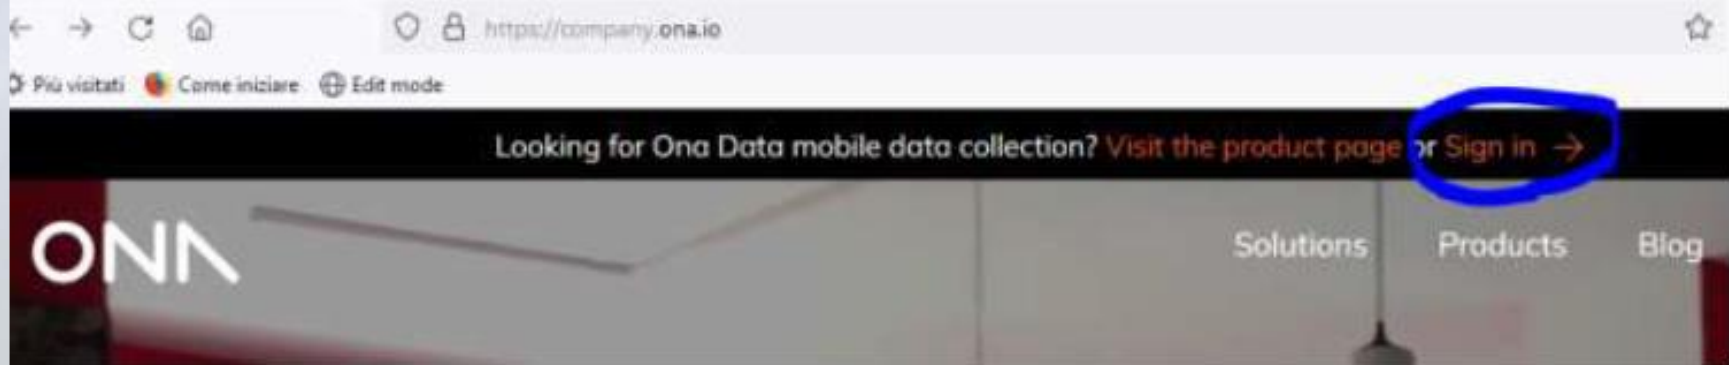 https://company.ona.io
Più visitati Come iniziare Edit mode
Looking for Ona Data mobile data collection? Visit the product page or Sign in →
ONA
Solutions Products Blog